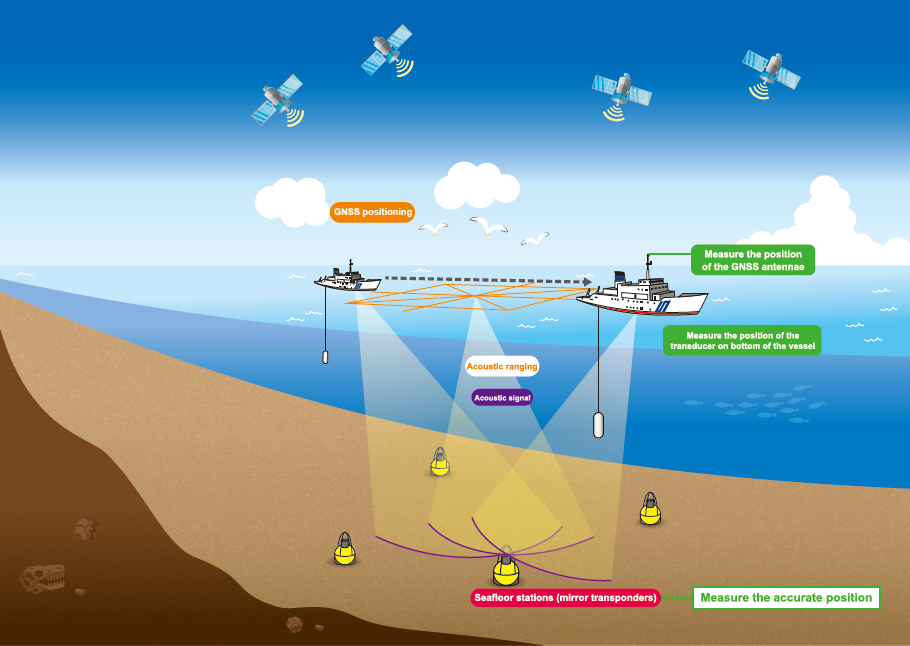 GNSS positioning
Measure the position
of the GNSS antennae
Measure the position of the
transducer on bottom of the vessel
Acoustic ranging
Acoustic signal
Seafloor stations (mirror transponders)
Measure the accurate position